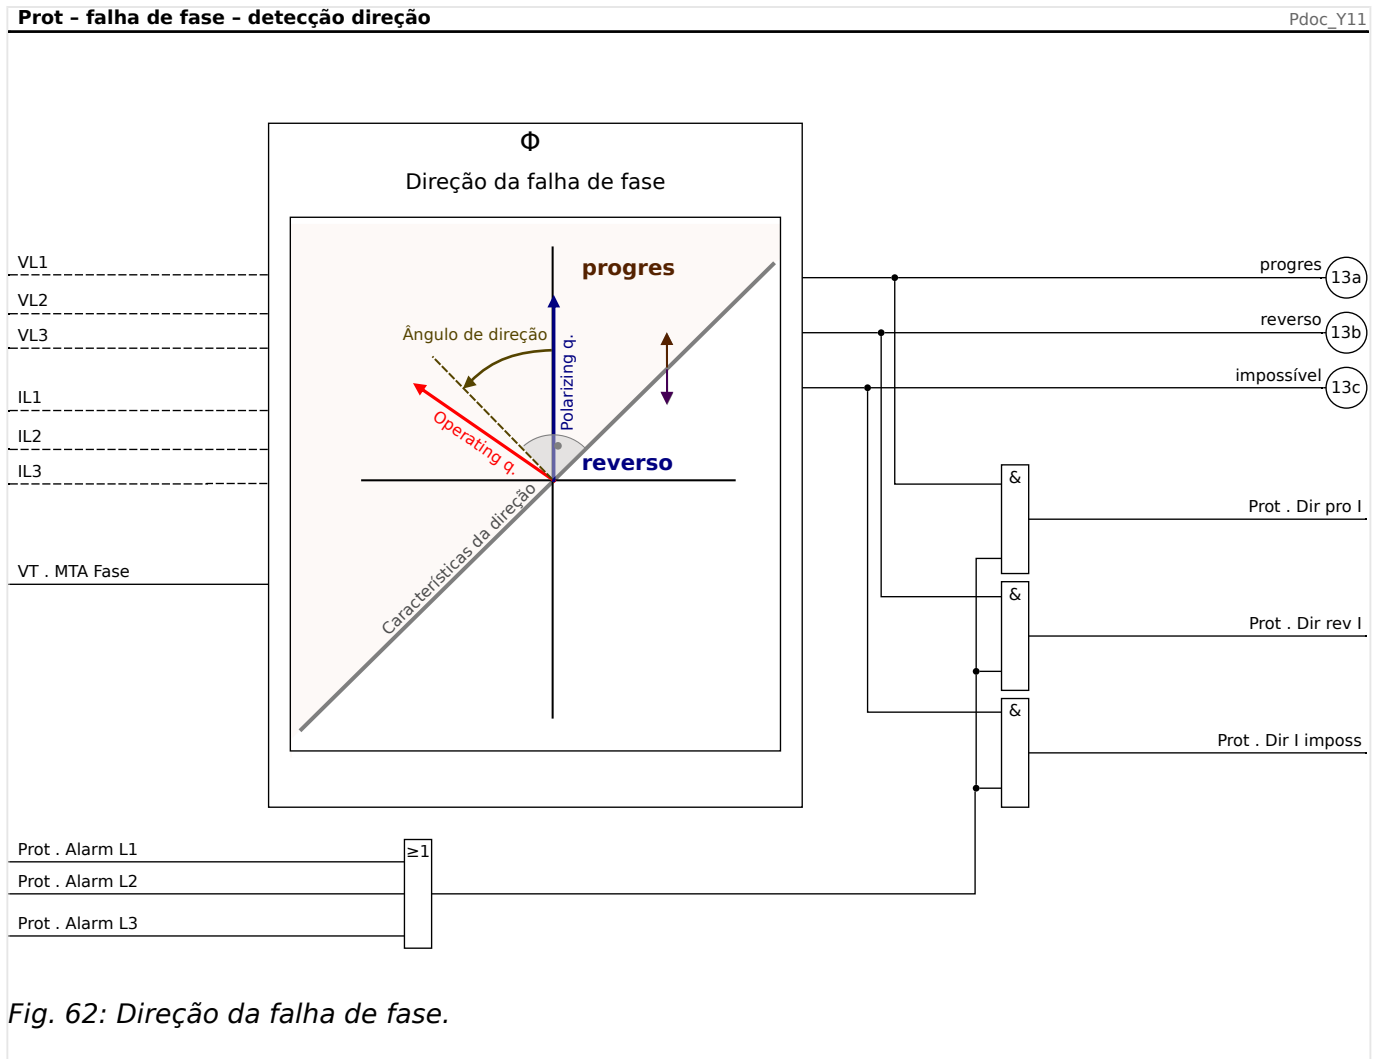 Prot – falha de fase – detecção direção
Pdoc_Y11
Φ
Direção da falha de fase
VL1
VL2
VL3
IL1
IL2
IL3
VT . MTA Fase
progres
Ângulo de direção
Polarizing q.
Operating q.
reverso
Características da direção
progres
13a
reverso
13b
impossível
13c
&
Prot . Dir pro I
&
Prot . Dir rev I
&
Prot . Dir I imposs
Prot . Alarm L1
≥1
Prot . Alarm L2
Prot . Alarm L3
Fig. 62: Direção da falha de fase.